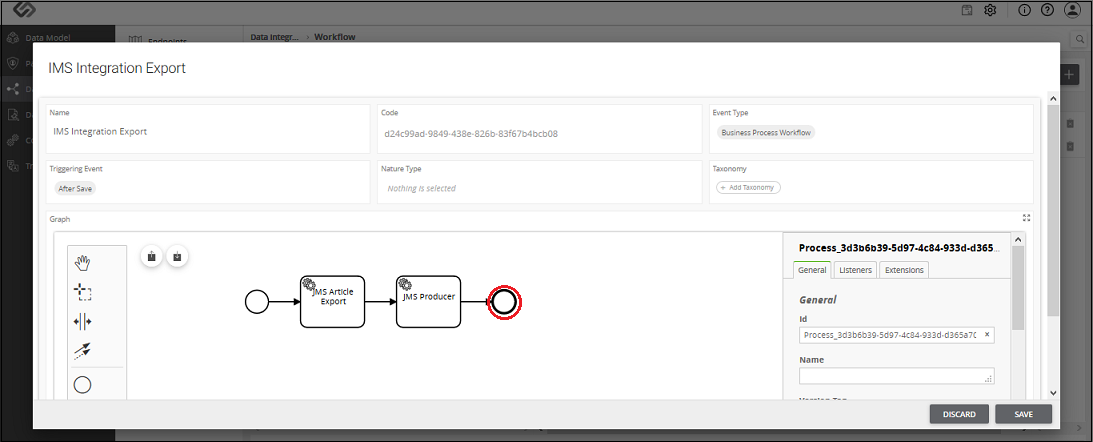 Data Model
Endpoints
Data Integr... › Workflow
IMS Integration Export
Name
IMS Integration Export
Code
d24c99ad-9849-438e-826b-83f67b4bcb08
Event Type
Business Process Workflow
Triggering Event
After Save
Nature Type
Nothing is selected
Taxonomy
+ Add Taxonomy
Graph
JMS Article
Export
JMS Producer
Process_3d3b6b39-5d97-4c84-933d-d365...
General
Listeners
Extensions
General
Id
Process_3d3b6b39-5d97-4c84-933d-d365a7
Name
DISCARD
SAVE